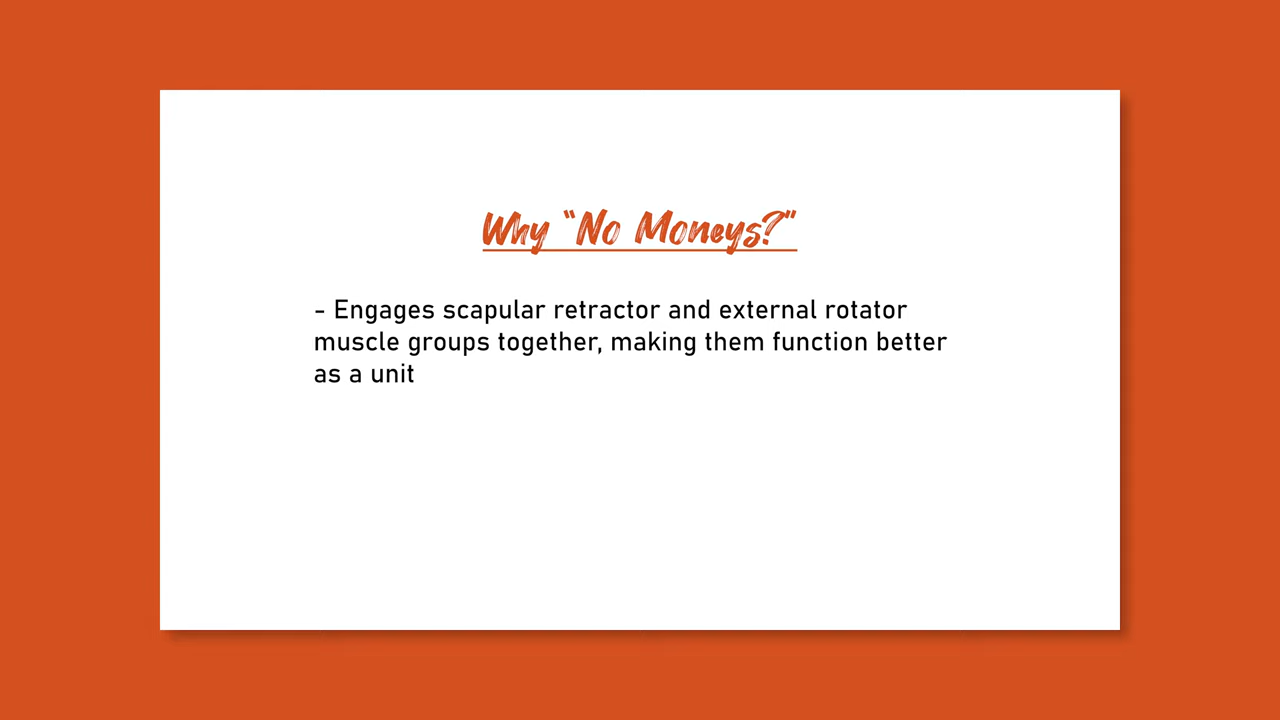 Why "No Moneys?"
- Engages scapular retractor and external rotator
muscle groups together, making them function better
as a unit